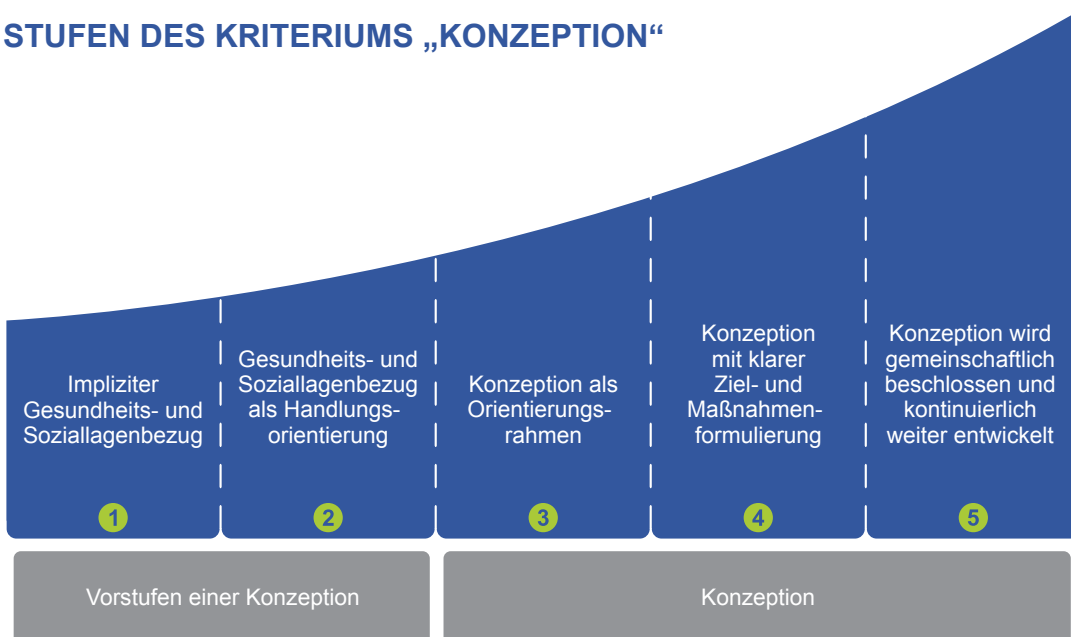 STUFEN DES KRITERIUMS „KONZEPTION“
Impliziter
Gesundheits- und
Soziallagenbezug
1
Gesundheits- und
Soziallagenbezug
als Handlungs-
orientierung
2
Konzeption als
Orientierungs-
rahmen
3
Konzeption
mit klarer
Ziel- und
Maßnahmen-
formulierung
4
Konzeption wird
gemeinschaftlich
beschlossen und
kontinuierlich
weiter entwickelt
5
Vorstufen einer Konzeption
Konzeption